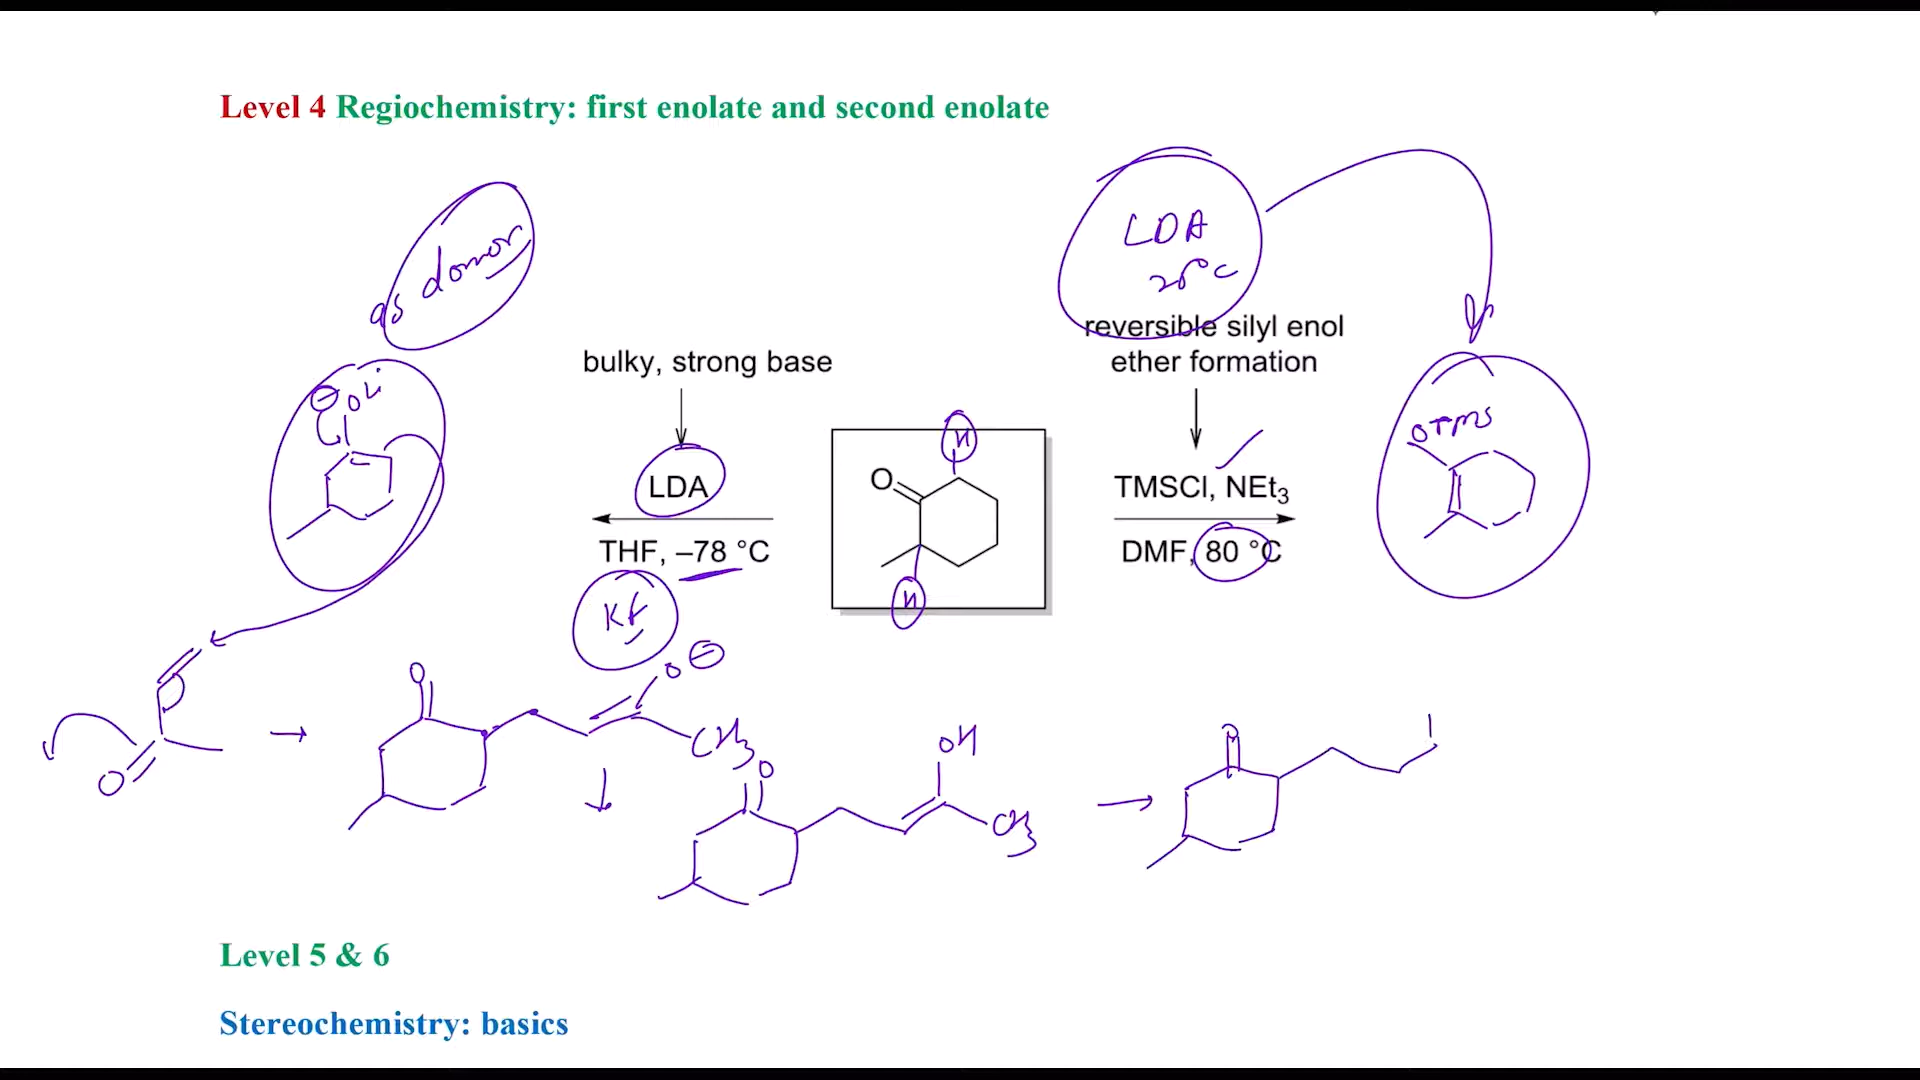 Level 4 Regiochemistry: first enolate and second enolate
as donor
LDA
25°C
reversible silyl enol
ether formation
bulky, strong base
⊖
OLi
OTMS
H
O
LDA
TMSCl, NEt₃
THF, –78 °C
DMF, 80 °C
H
O ⊖
O
CH₃
O
O
OH
CH₃
O
Level 5 & 6
Stereochemistry: basics